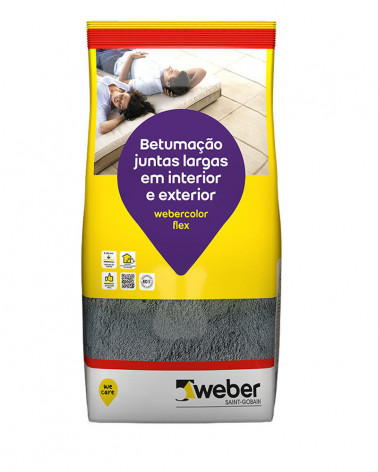 Betumação
juntas largas
em interior
e exterior
webercolor
flex
we
care
weber
SAINT-GOBAIN